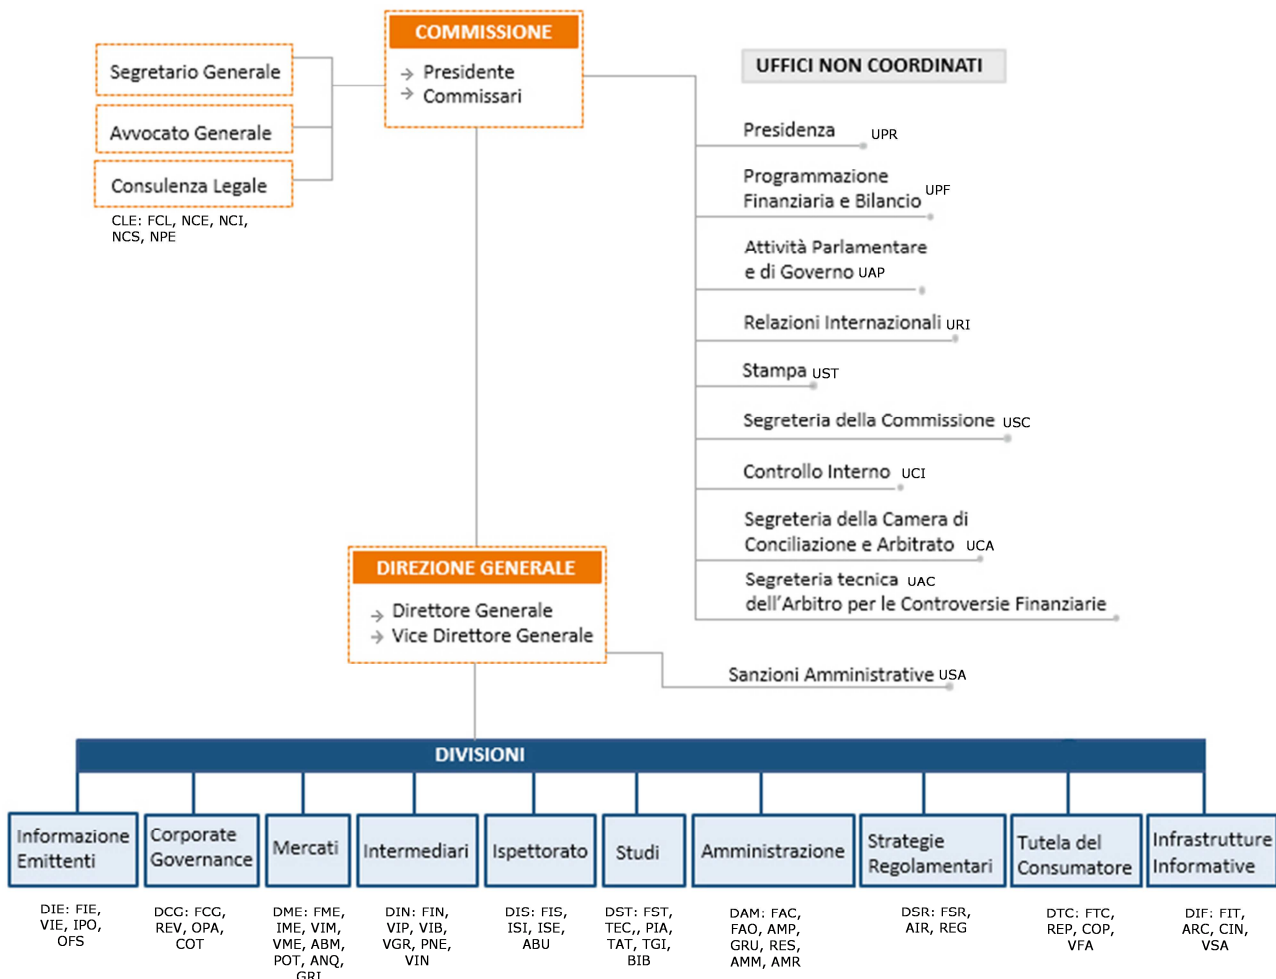 COMMISSIONE
Presidente
Commissari
Segretario Generale
Avvocato Generale
Consulenza Legale
CLE: FCL, NCE, NCI,
NCS, NPE
UFFICI NON COORDINATI
Presidenza UPR
Programmazione
Finanziaria e Bilancio UPF
Attività Parlamentare
e di Governo UAP
Relazioni Internazionali URI
Stampa UST
Segreteria della Commissione USC
Controllo Interno UCI
Segreteria della Camera di
Conciliazione e Arbitrato UCA
Segreteria tecnica UAC
dell'Arbitro per le Controversie Finanziarie
DIREZIONE GENERALE
Direttore Generale
Vice Direttore Generale
Sanzioni Amministrative USA
DIVISIONI
Informazione
Emittenti
DIE: FIE,
VIE, IPO,
OFS
Corporate
Governance
DCG: FCG,
REV, OPA,
COT
Mercati
DME: FME,
IME, VIM,
VME, ABM,
POT, ANQ,
GRI
Intermediari
DIN: FIN,
VIP, VIB,
VGR, PNE,
VIN
Ispettorato
DIS: FIS,
ISI, ISE,
ABU
Studi
DST: FST,
TEC,, PIA,
TAT, TGI,
BIB
Amministrazione
DAM: FAC,
FAO, AMP,
GRU, RES,
AMM, AMR
Strategie
Regolamentari
DSR: FSR,
AIR, REG
Tutela del
Consumatore
DTC: FTC,
REP, COP,
VFA
Infrastrutture
Informative
DIF: FIT,
ARC, CIN,
VSA